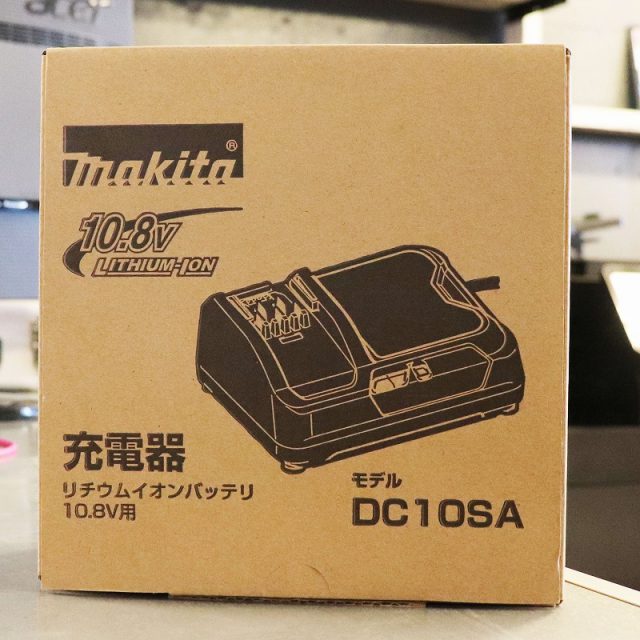 acer
makita®
10.8V
LITHIUM-ION
充電器
リチウムイオンバッテリ
10.8V用
モデル
DC10SA